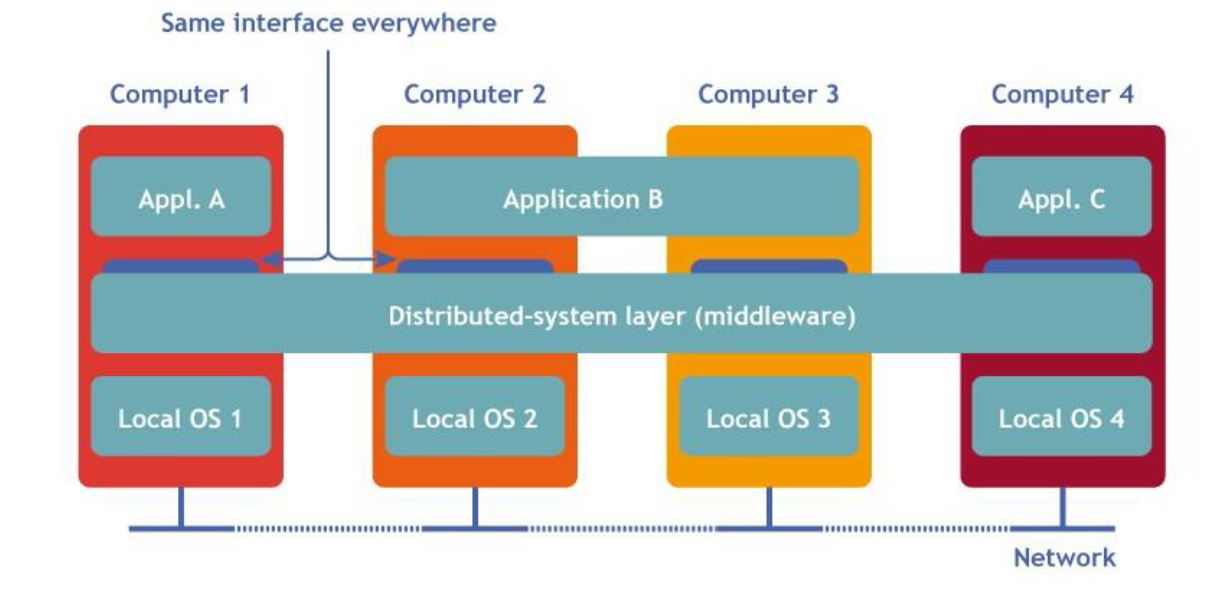 Same interface everywhere
Computer 1
Computer 2
Computer 3
Computer 4
Appl. A
Application B
Appl. C
Distributed-system layer (middleware)
Local OS 1
Local OS 2
Local OS 3
Local OS 4
Network